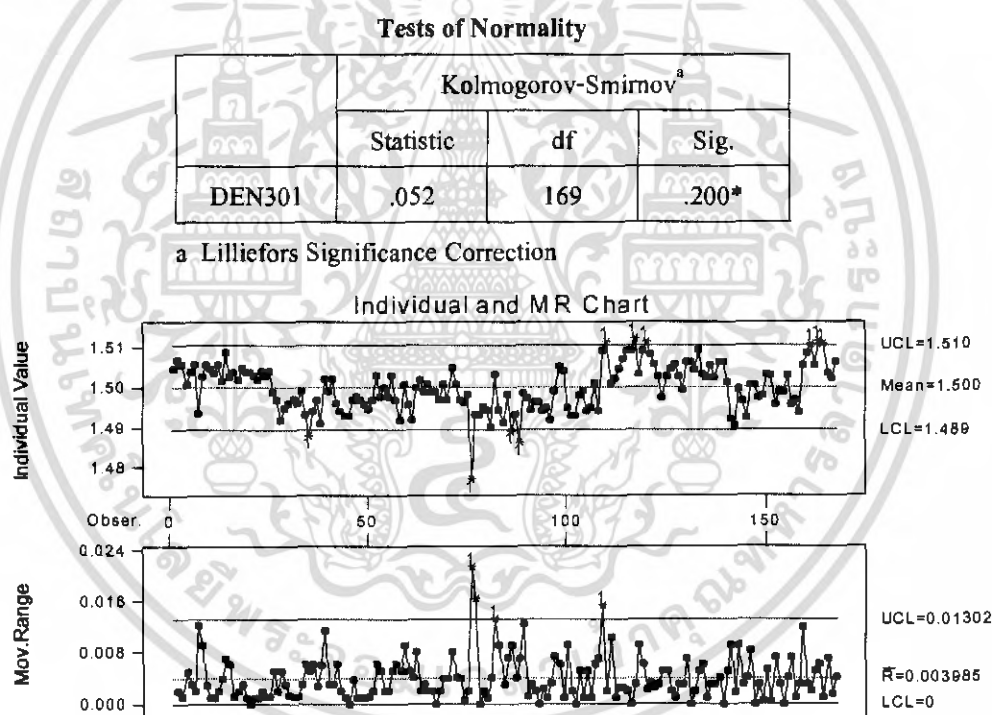 Tests of Normality
Kolmogorov-Smirnov a
Statistic df Sig.
DEN301 .052 169 .200*
a Lilliefors Significance Correction
Individual and MR Chart
Individual Value
1.51
1.50
1.49
1.48
UCL=1.510
Mean=1.500
LCL=1.489
Obser. 0 50 100 150
Mov.Range
0.024
0.016
0.008
0.000
UCL=0.01302
R̄=0.003985
LCL=0